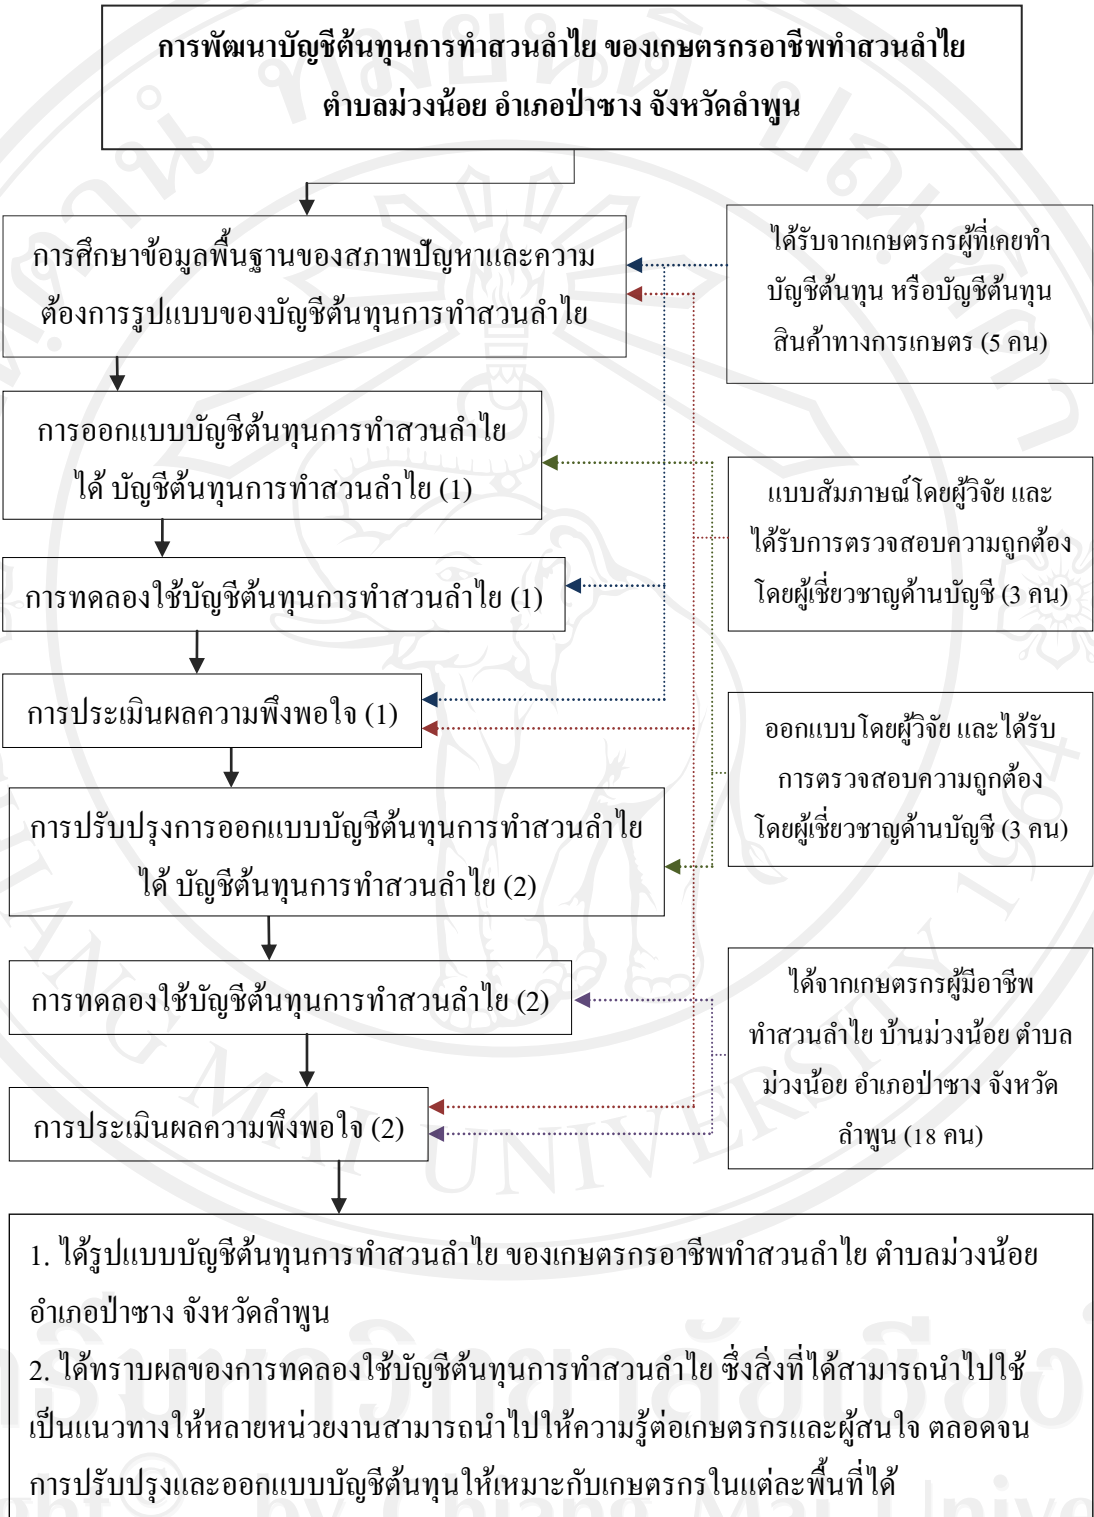 การพัฒนาบัญชีต้นทุนการทำสวนลำไย ของเกษตรกรอาชีพทำสวนลำไย
ตำบลม่วงน้อย อำเภอป่าซาง จังหวัดลำพูน
การศึกษาข้อมูลพื้นฐานของสภาพปัญหาและความ
ต้องการรูปแบบของบัญชีต้นทุนการทำสวนลำไย
ได้รับจากเกษตรกรผู้ที่เคยทำ
บัญชีต้นทุน หรือบัญชีต้นทุน
สินค้าทางการเกษตร (5 คน)
การออกแบบบัญชีต้นทุนการทำสวนลำไย
ได้ บัญชีต้นทุนการทำสวนลำไย (1)
แบบสัมภาษณ์โดยผู้วิจัย และ
ได้รับการตรวจสอบความถูกต้อง
โดยผู้เชี่ยวชาญด้านบัญชี (3 คน)
การทดลองใช้บัญชีต้นทุนการทำสวนลำไย (1)
การประเมินผลความพึงพอใจ (1)
ออกแบบโดยผู้วิจัย และได้รับ
การตรวจสอบความถูกต้อง
โดยผู้เชี่ยวชาญด้านบัญชี (3 คน)
การปรับปรุงการออกแบบบัญชีต้นทุนการทำสวนลำไย
ได้ บัญชีต้นทุนการทำสวนลำไย (2)
การทดลองใช้บัญชีต้นทุนการทำสวนลำไย (2)
ได้จากเกษตรกรผู้มีอาชีพ
ทำสวนลำไย บ้านม่วงน้อย ตำบล
ม่วงน้อย อำเภอป่าซาง จังหวัด
ลำพูน (18 คน)
การประเมินผลความพึงพอใจ (2)
1. ได้รูปแบบบัญชีต้นทุนการทำสวนลำไย ของเกษตรกรอาชีพทำสวนลำไย ตำบลม่วงน้อย
อำเภอป่าซาง จังหวัดลำพูน
2. ได้ทราบผลของการทดลองใช้บัญชีต้นทุนการทำสวนลำไย ซึ่งสิ่งที่ได้สามารถนำไปใช้
เป็นแนวทางให้หลายหน่วยงานสามารถนำไปให้ความรู้ต่อเกษตรกรและผู้สนใจ ตลอดจน
การปรับปรุงและออกแบบบัญชีต้นทุนให้เหมาะกับเกษตรกรในแต่ละพื้นที่ได้
CHIANG MAI UNIVERSITY 1964
by Chiang Mai